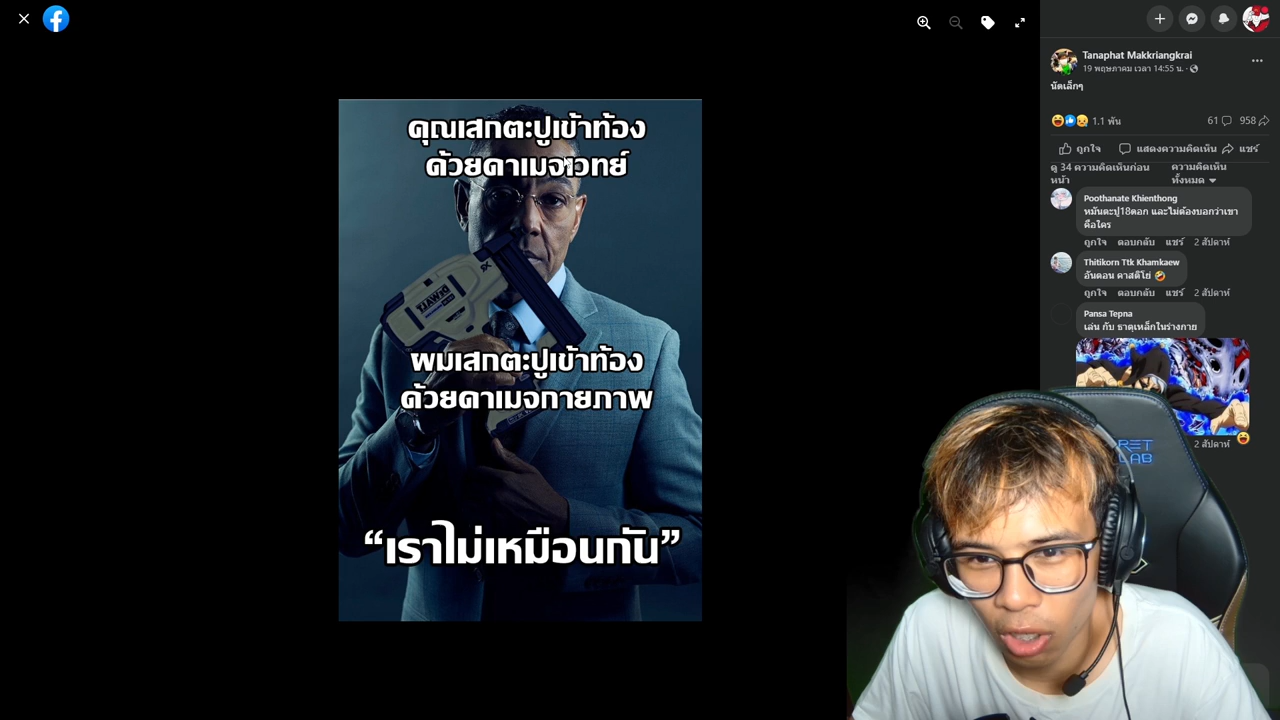 คุณเสกตะปูเข้าท้อง
ด้วยดาเมจเวทย์
DEWALT
XR
ผมเสกตะปูเข้าท้อง
ด้วยดาเมจกายภาพ
“เราไม่เหมือนกัน”
Tanaphat Makkriangkrai
19 พฤษภาคม เวลา 14:55 น. ·
นัดเล็กๆ
1.1 พัน
61
958
ถูกใจ
แสดงความคิดเห็น
แชร์
ดู 34 ความคิดเห็นก่อน
หน้า
ความคิดเห็น
ทั้งหมด
Poothanate Khienthong
หมันตะปู18ดอก และไม่ต้องบอกว่าเขา
คือใคร
ถูกใจ ตอบกลับ แชร์ 2 สัปดาห์
Thitikorn Ttk Khamkaew
อันตอน คาสติโย่ 🤣
ถูกใจ ตอบกลับ แชร์ 2 สัปดาห์
Pansa Tepna
เล่น กับ ธาตุเหล็กในร่างกาย
2 สัปดาห์
RET
LAB